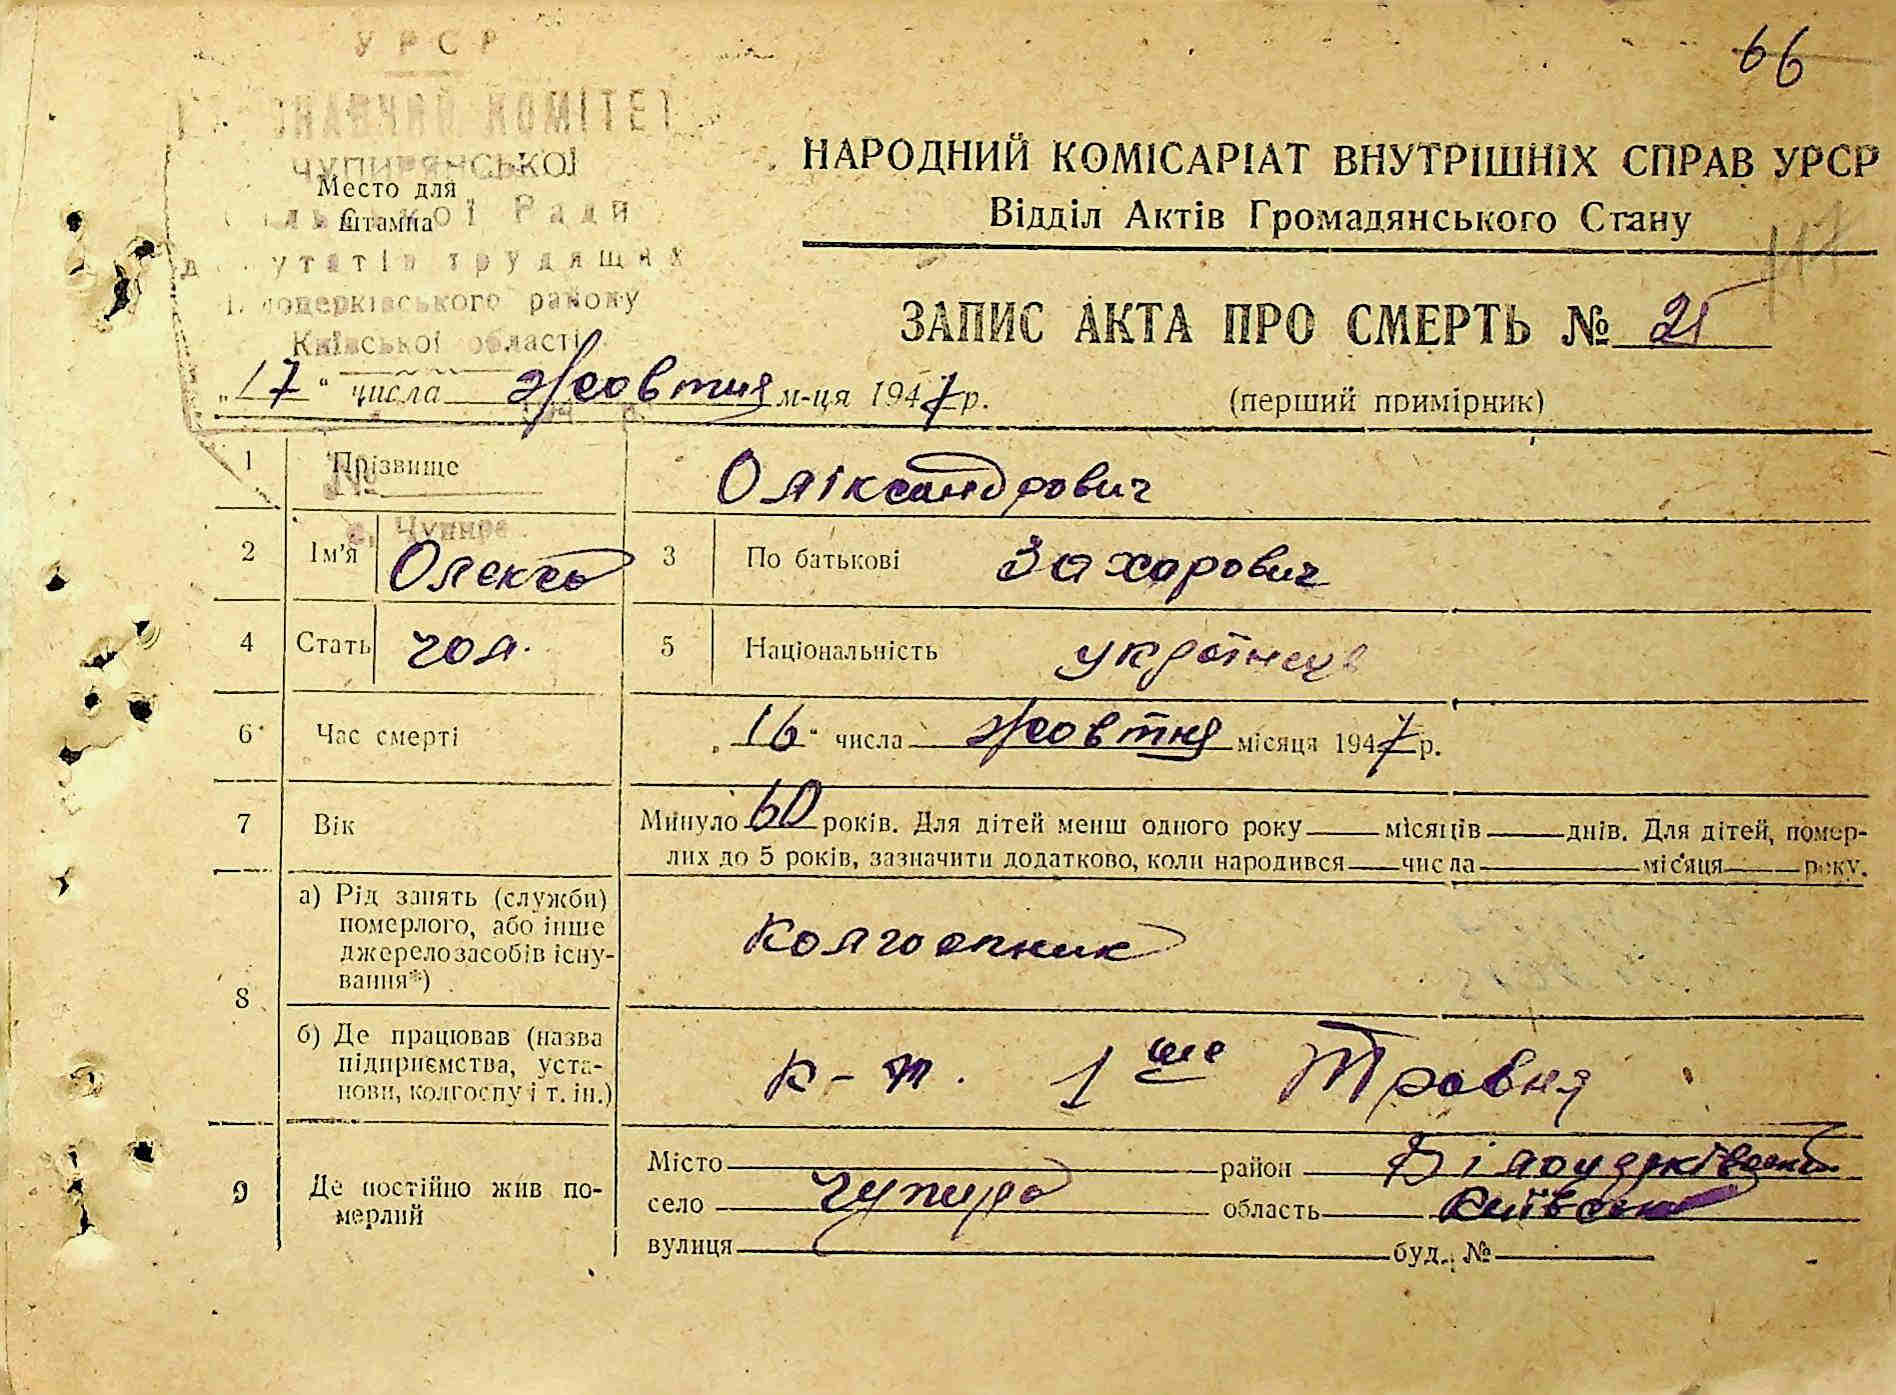 66
УРСР
КОМІТЕТ
ЧУПИРЯНСЬКОЇ
Место для
штампа
Ради
трудящих
району
Київської області
НАРОДНИЙ КОМІСАРІАТ ВНУТРІШНІХ СПРАВ УРСР
Відділ Актів Громадянського Стану
117
ЗАПИС АКТА ПРО СМЕРТЬ № 21
„17“ числа Жовтня м-ця 1947 р.
(перший примірник)
1 Прізвище Оліксандрович
2 Ім'я Олекса 3 По батькові Захорович
4 Стать чол. 5 Національність українець
6 Час смерті „16“ числа Жовтня місяця 1947 р.
7 Вік Минуло 60 років. Для дітей менш одного року місяців днів. Для дітей, помер-
лих до 5 років, зазначити додатково, коли народився числа місяця року.
8 а) Рід занять (служби)
померлого, або інше
джерело засобів існу-
вання*)
Колгоспник
б) Де працював (назва
підприємства, уста-
нови, колгоспу і т. ін.)
к-п. 1ше Травня
9 Де постійно жив по-
мерлий
Місто район Білоцерківський
село Чупира область Київська
вулиця буд. №